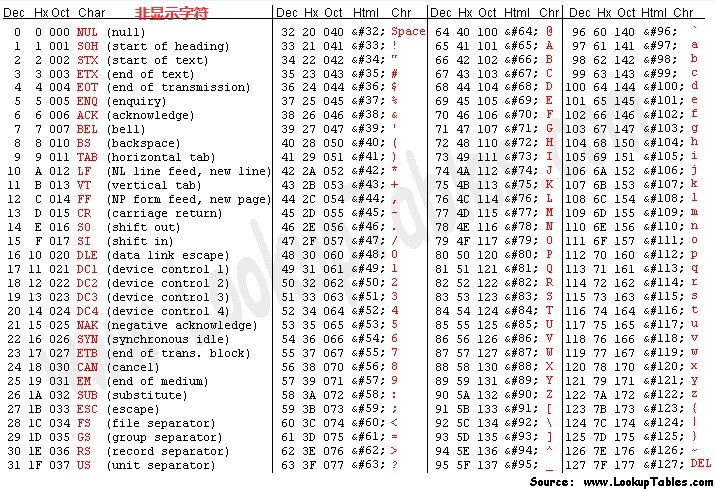 Dec Hx Oct Char 非显示字符 Dec Hx Oct Html Chr Dec Hx Oct Html Chr Dec Hx Oct Html Chr
0 0 000 NUL (null) 32 20 040 &#32; Space 64 40 100 &#64; @ 96 60 140 &#96; `
1 1 001 SOH (start of heading) 33 21 041 &#33; ! 65 41 101 &#65; A 97 61 141 &#97; a
2 2 002 STX (start of text) 34 22 042 &#34; " 66 42 102 &#66; B 98 62 142 &#98; b
3 3 003 ETX (end of text) 35 23 043 &#35; # 67 43 103 &#67; C 99 63 143 &#99; c
4 4 004 EOT (end of transmission) 36 24 044 &#36; $ 68 44 104 &#68; D 100 64 144 &#100; d
5 5 005 ENQ (enquiry) 37 25 045 &#37; % 69 45 105 &#69; E 101 65 145 &#101; e
6 6 006 ACK (acknowledge) 38 26 046 &#38; & 70 46 106 &#70; F 102 66 146 &#102; f
7 7 007 BEL (bell) 39 27 047 &#39; ' 71 47 107 &#71; G 103 67 147 &#103; g
8 8 010 BS (backspace) 40 28 050 &#40; ( 72 48 110 &#72; H 104 68 150 &#104; h
9 9 011 TAB (horizontal tab) 41 29 051 &#41; ) 73 49 111 &#73; I 105 69 151 &#105; i
10 A 012 LF (NL line feed, new line) 42 2A 052 &#42; * 74 4A 112 &#74; J 106 6A 152 &#106; j
11 B 013 VT (vertical tab) 43 2B 053 &#43; + 75 4B 113 &#75; K 107 6B 153 &#107; k
12 C 014 FF (NP form feed, new page) 44 2C 054 &#44; , 76 4C 114 &#76; L 108 6C 154 &#108; l
13 D 015 CR (carriage return) 45 2D 055 &#45; - 77 4D 115 &#77; M 109 6D 155 &#109; m
14 E 016 SO (shift out) 46 2E 056 &#46; . 78 4E 116 &#78; N 110 6E 156 &#110; n
15 F 017 SI (shift in) 47 2F 057 &#47; / 79 4F 117 &#79; O 111 6F 157 &#111; o
16 10 020 DLE (data link escape) 48 30 060 &#48; 0 80 50 120 &#80; P 112 70 160 &#112; p
17 11 021 DC1 (device control 1) 49 31 061 &#49; 1 81 51 121 &#81; Q 113 71 161 &#113; q
18 12 022 DC2 (device control 2) 50 32 062 &#50; 2 82 52 122 &#82; R 114 72 162 &#114; r
19 13 023 DC3 (device control 3) 51 33 063 &#51; 3 83 53 123 &#83; S 115 73 163 &#115; s
20 14 024 DC4 (device control 4) 52 34 064 &#52; 4 84 54 124 &#84; T 116 74 164 &#116; t
21 15 025 NAK (negative acknowledge) 53 35 065 &#53; 5 85 55 125 &#85; U 117 75 165 &#117; u
22 16 026 SYN (synchronous idle) 54 36 066 &#54; 6 86 56 126 &#86; V 118 76 166 &#118; v
23 17 027 ETB (end of trans. block) 55 37 067 &#55; 7 87 57 127 &#87; W 119 77 167 &#119; w
24 18 030 CAN (cancel) 56 38 070 &#56; 8 88 58 130 &#88; X 120 78 170 &#120; x
25 19 031 EM (end of medium) 57 39 071 &#57; 9 89 59 131 &#89; Y 121 79 171 &#121; y
26 1A 032 SUB (substitute) 58 3A 072 &#58; : 90 5A 132 &#90; Z 122 7A 172 &#122; z
27 1B 033 ESC (escape) 59 3B 073 &#59; ; 91 5B 133 &#91; [ 123 7B 173 &#123; {
28 1C 034 FS (file separator) 60 3C 074 &#60; < 92 5C 134 &#92; \ 124 7C 174 &#124; |
29 1D 035 GS (group separator) 61 3D 075 &#61; = 93 5D 135 &#93; ] 125 7D 175 &#125; }
30 1E 036 RS (record separator) 62 3E 076 &#62; > 94 5E 136 &#94; ^ 126 7E 176 &#126; ~
31 1F 037 US (unit separator) 63 3F 077 &#63; ? 95 5F 137 &#95; _ 127 7F 177 &#127; DEL
Source: www.LookupTables.com
www.LookupTables.com